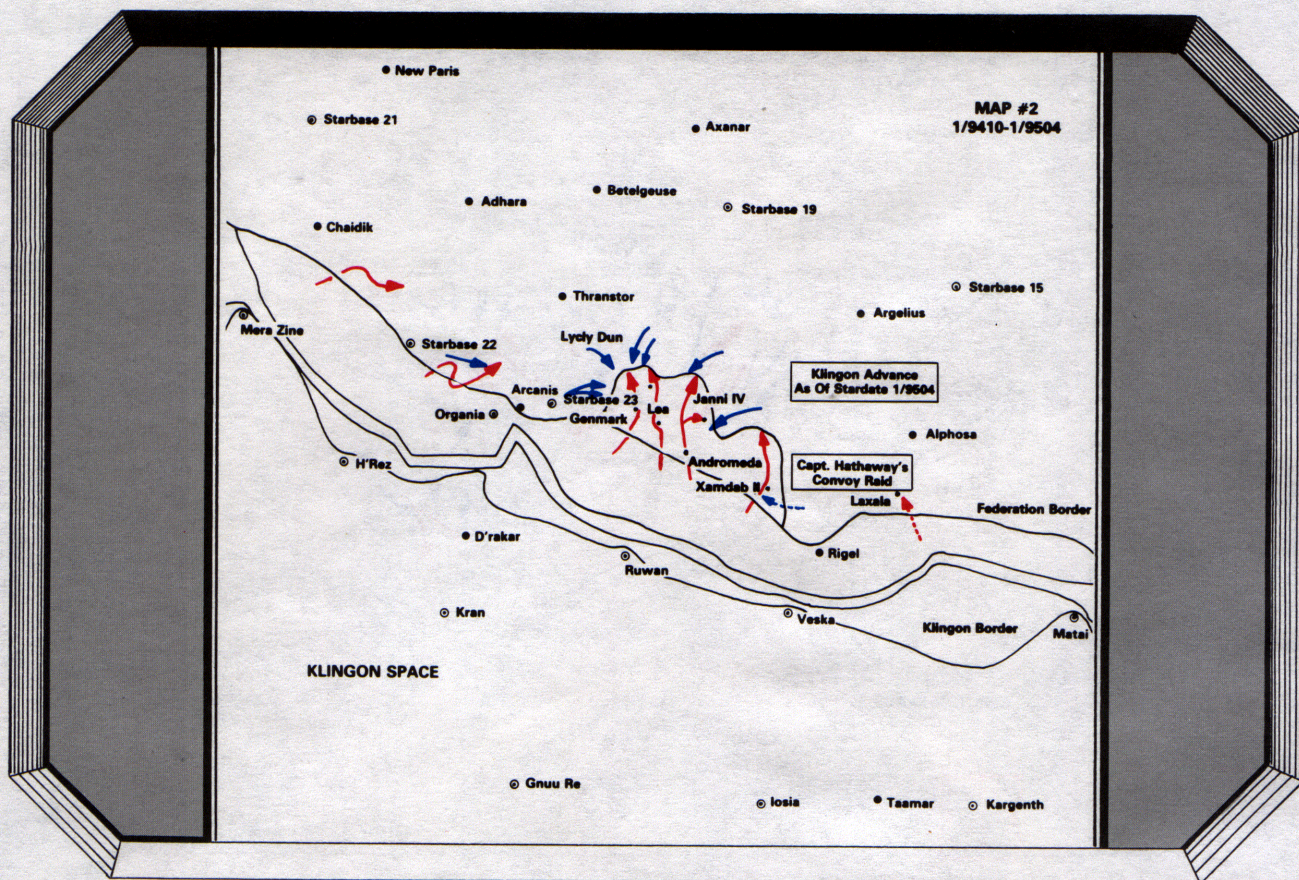 New Paris
MAP #2
1/9410-1/9504
Starbase 21
Axanar
Betelgeuse
Adhara
Starbase 19
Chaidik
Starbase 15
Thranstor
Argelius
Mera Zine
Lycly Dun
Starbase 22
Klingon Advance
As Of Stardate 1/9504
Arcanis
Starbase 23
Janni IV
Lea
Organia
Genmark
Alphosa
H'Rez
Andromeda
Capt. Hathaway's
Convoy Raid
Xamdab II
Laxala
Federation Border
D'rakar
Rigel
Ruwan
Kran
Veska
Klingon Border
Matai
KLINGON SPACE
Gnuu Re
Iosia
Taamar
Kargenth